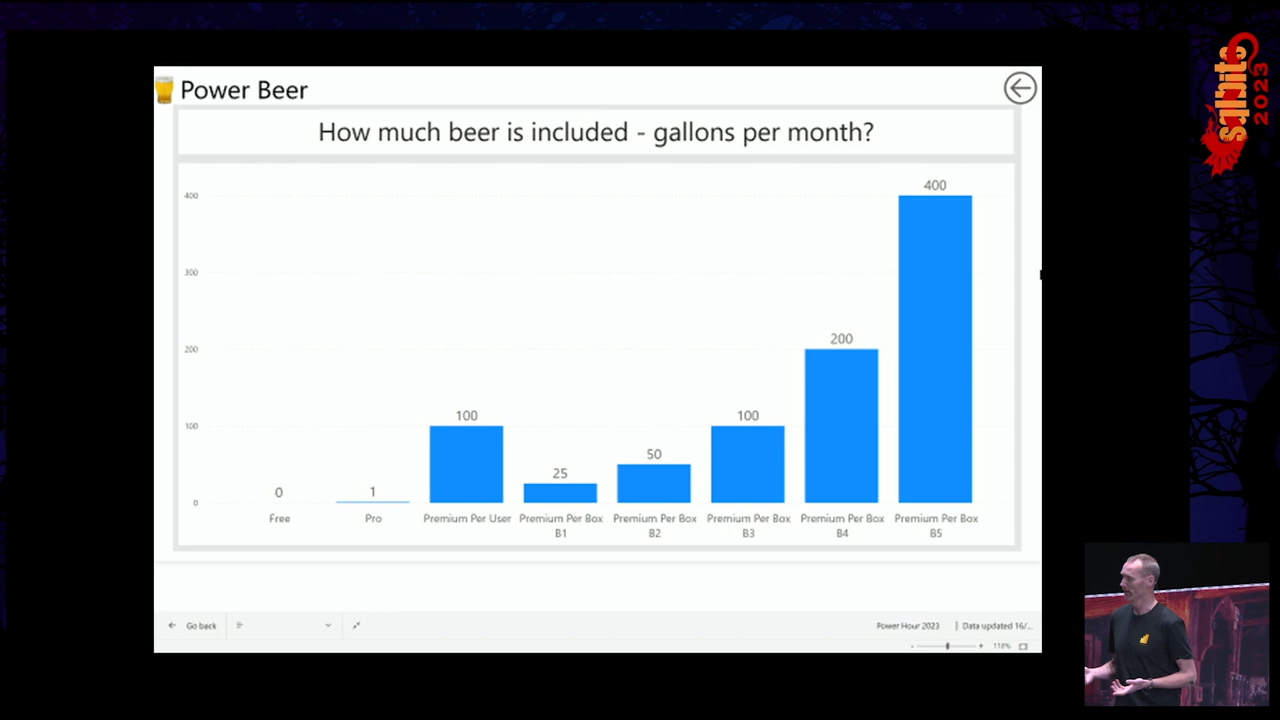 Power Beer
How much beer is included - gallons per month?
400
300
200
100
0
0
1
100
25
50
100
200
400
Free
Pro
Premium Per User
Premium Per Box
B1
Premium Per Box
B2
Premium Per Box
B3
Premium Per Box
B4
Premium Per Box
B5
Go back
Power Hour 2023
Data updated 16/...
118%
sqlbits
2023